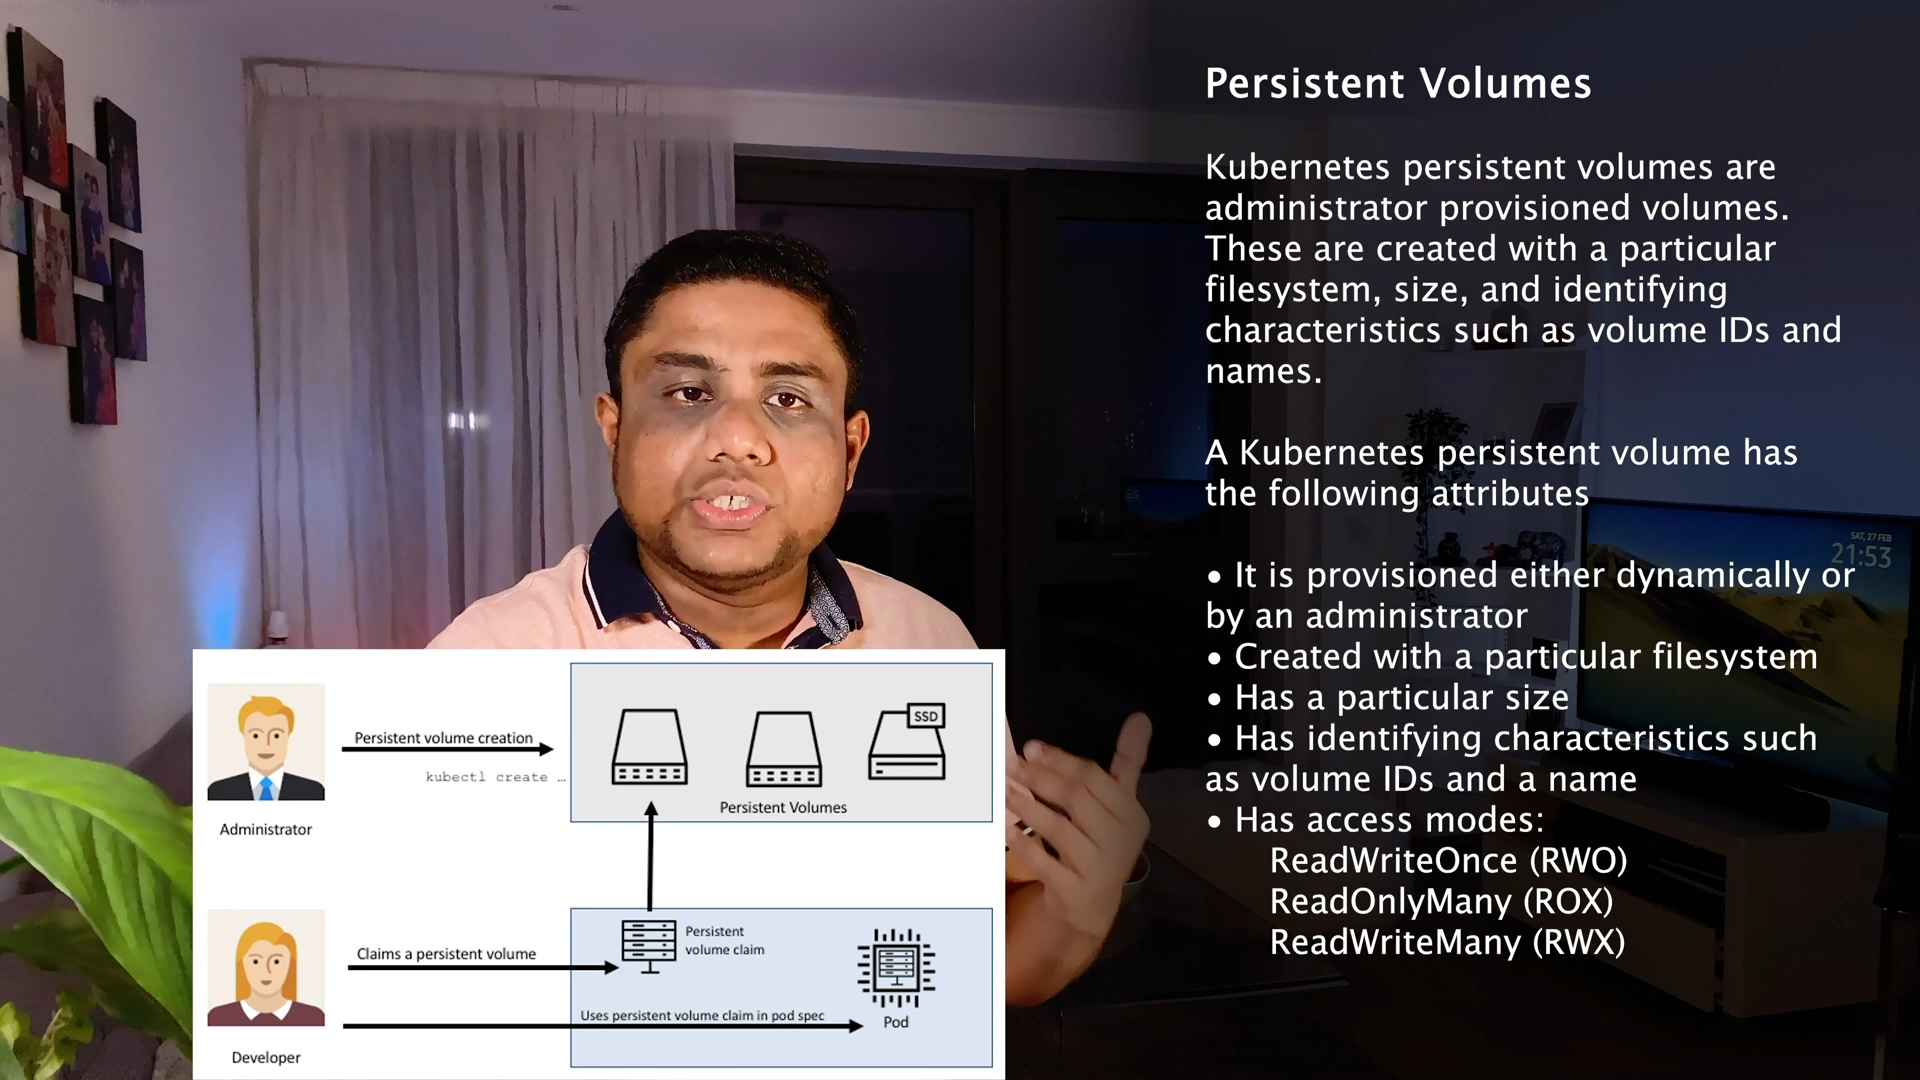 Persistent Volumes
Kubernetes persistent volumes are
administrator provisioned volumes.
These are created with a particular
filesystem, size, and identifying
characteristics such as volume IDs and
names.
A Kubernetes persistent volume has
the following attributes
• It is provisioned either dynamically or
by an administrator
• Created with a particular filesystem
• Has a particular size
• Has identifying characteristics such
as volume IDs and a name
• Has access modes:
ReadWriteOnce (RWO)
ReadOnlyMany (ROX)
ReadWriteMany (RWX)
SAT, 27 FEB
21:53
Persistent volume creation
kubectl create …
Administrator
SSD
Persistent Volumes
Claims a persistent volume
Persistent
volume claim
Uses persistent volume claim in pod spec
Pod
Developer